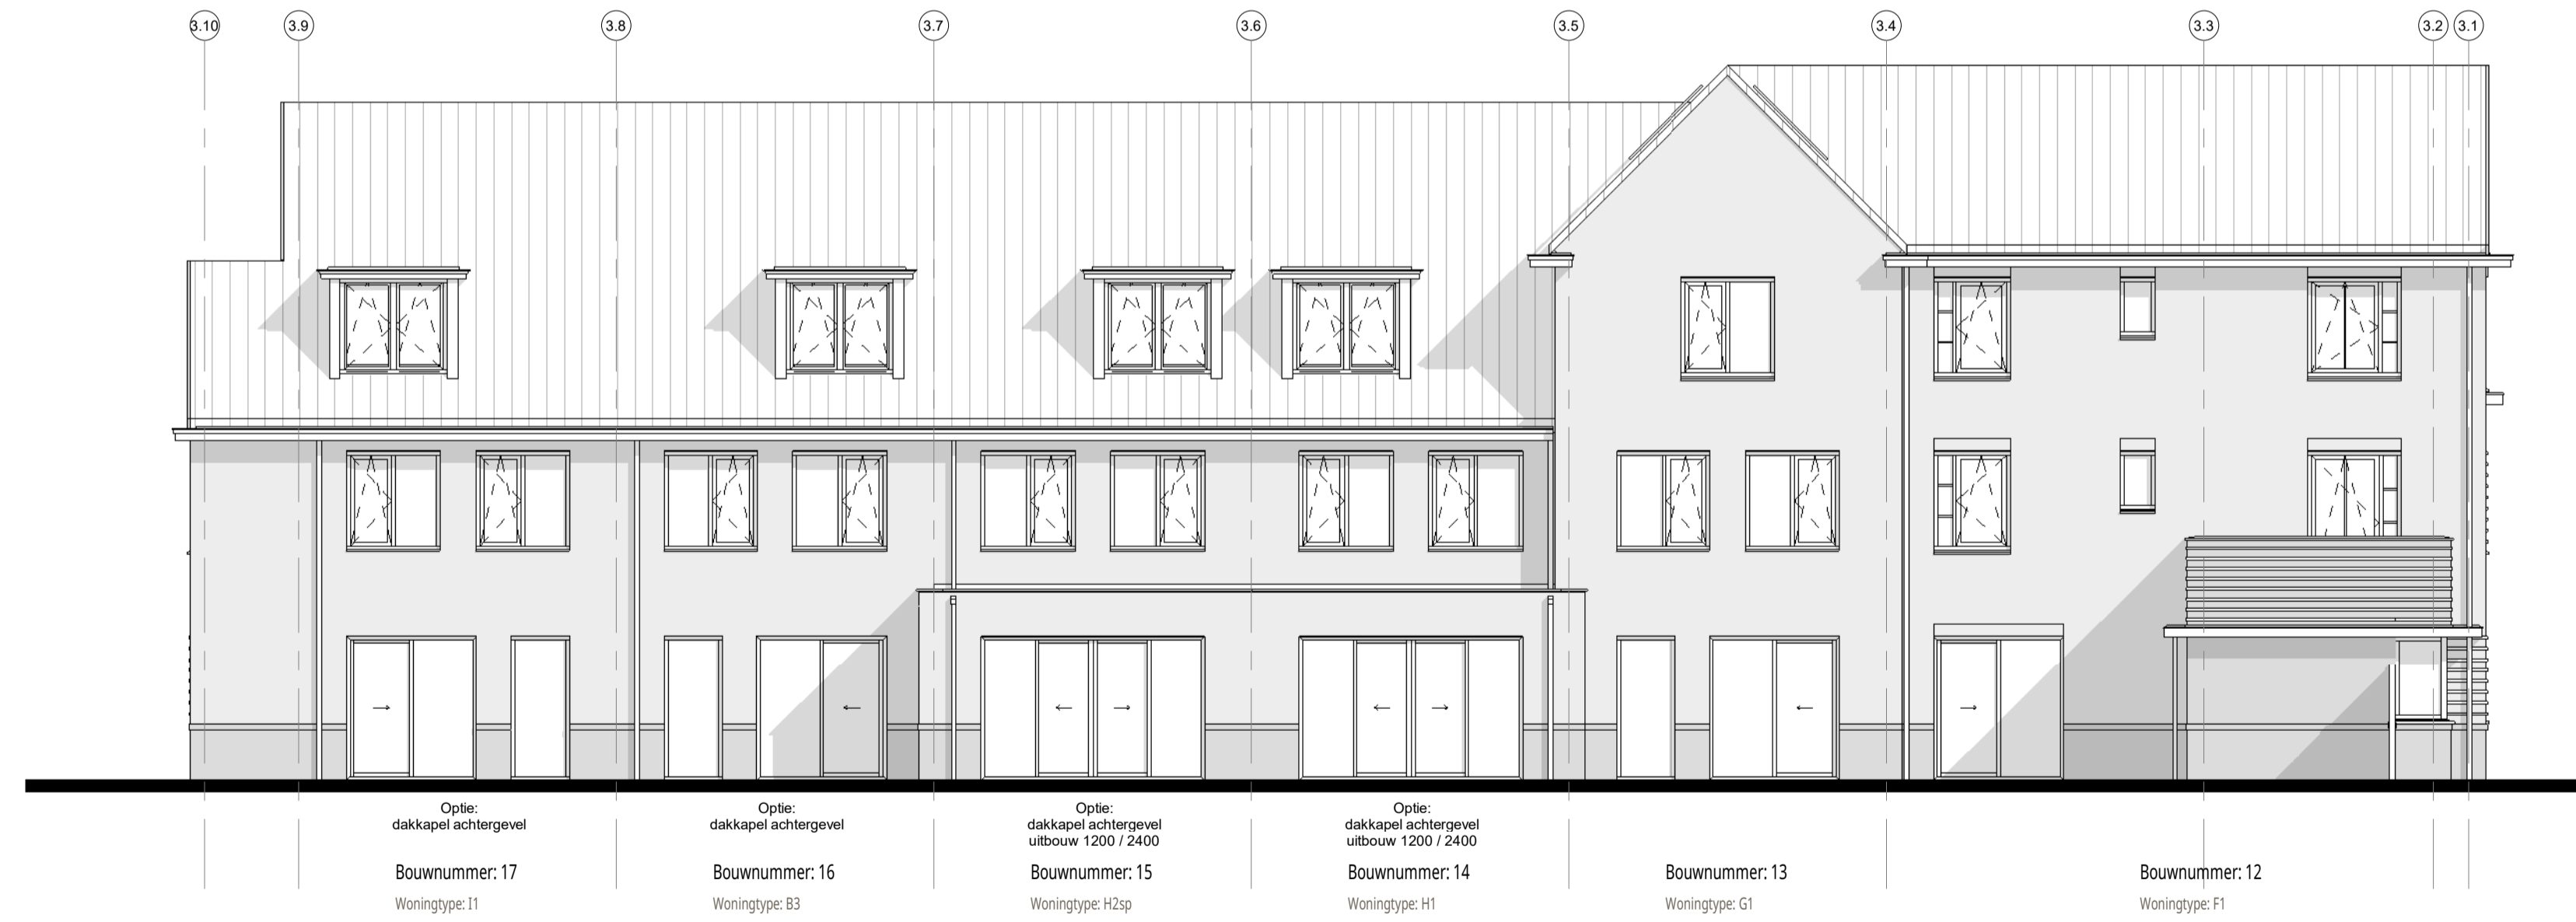 3.10 3.9 3.8 3.7 3.6 3.5 3.4 3.3 3.2 3.1
Optie:
dakkapel achtergevel
Bouwnummer: 17
Woningtype: I1
Optie:
dakkapel achtergevel
Bouwnummer: 16
Woningtype: B3
Optie:
dakkapel achtergevel
uitbouw 1200 / 2400
Bouwnummer: 15
Woningtype: H2sp
Optie:
dakkapel achtergevel
uitbouw 1200 / 2400
Bouwnummer: 14
Woningtype: H1
Bouwnummer: 13
Woningtype: G1
Bouwnummer: 12
Woningtype: F1